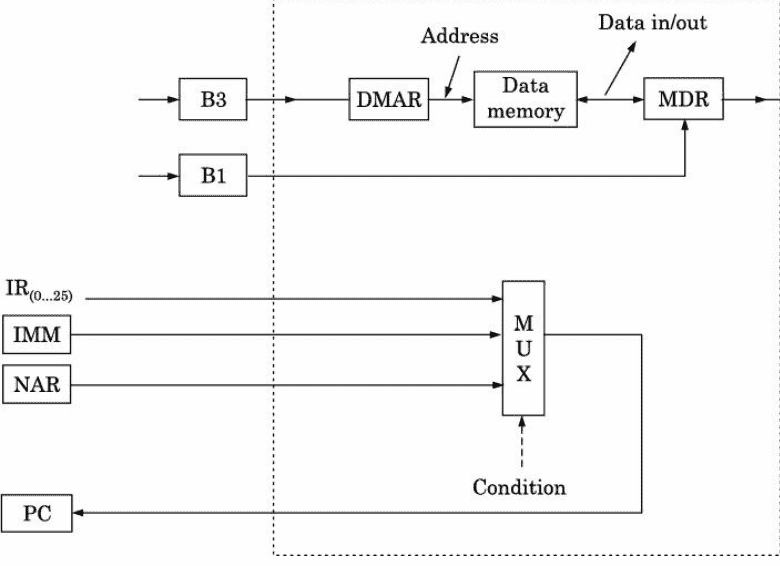 Data in/out
Address
B3
DMAR
Data
memory
MDR
B1
IR(0...25)
IMM
NAR
M
U
X
Condition
PC